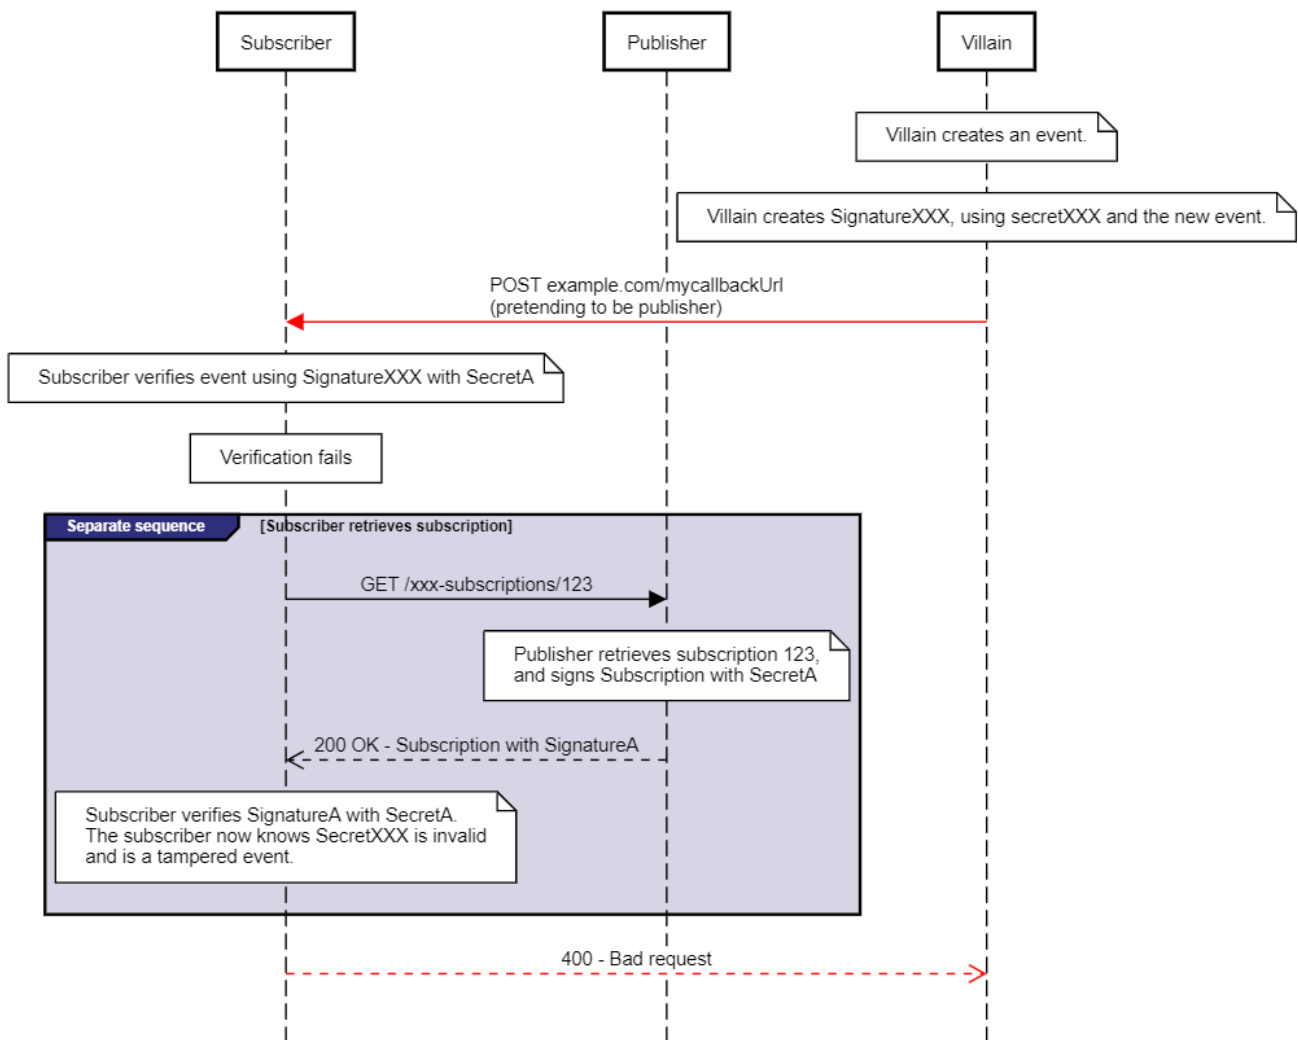 Subscriber
Publisher
Villain
Villain creates an event.
Villain creates SignatureXXX, using secretXXX and the new event.
POST example.com/mycallbackUrl
(pretending to be publisher)
Subscriber verifies event using SignatureXXX with SecretA
Verification fails
Separate sequence
[Subscriber retrieves subscription]
GET /xxx-subscriptions/123
Publisher retrieves subscription 123,
and signs Subscription with SecretA
200 OK - Subscription with SignatureA
Subscriber verifies SignatureA with SecretA.
The subscriber now knows SecretXXX is invalid
and is a tampered event.
400 - Bad request